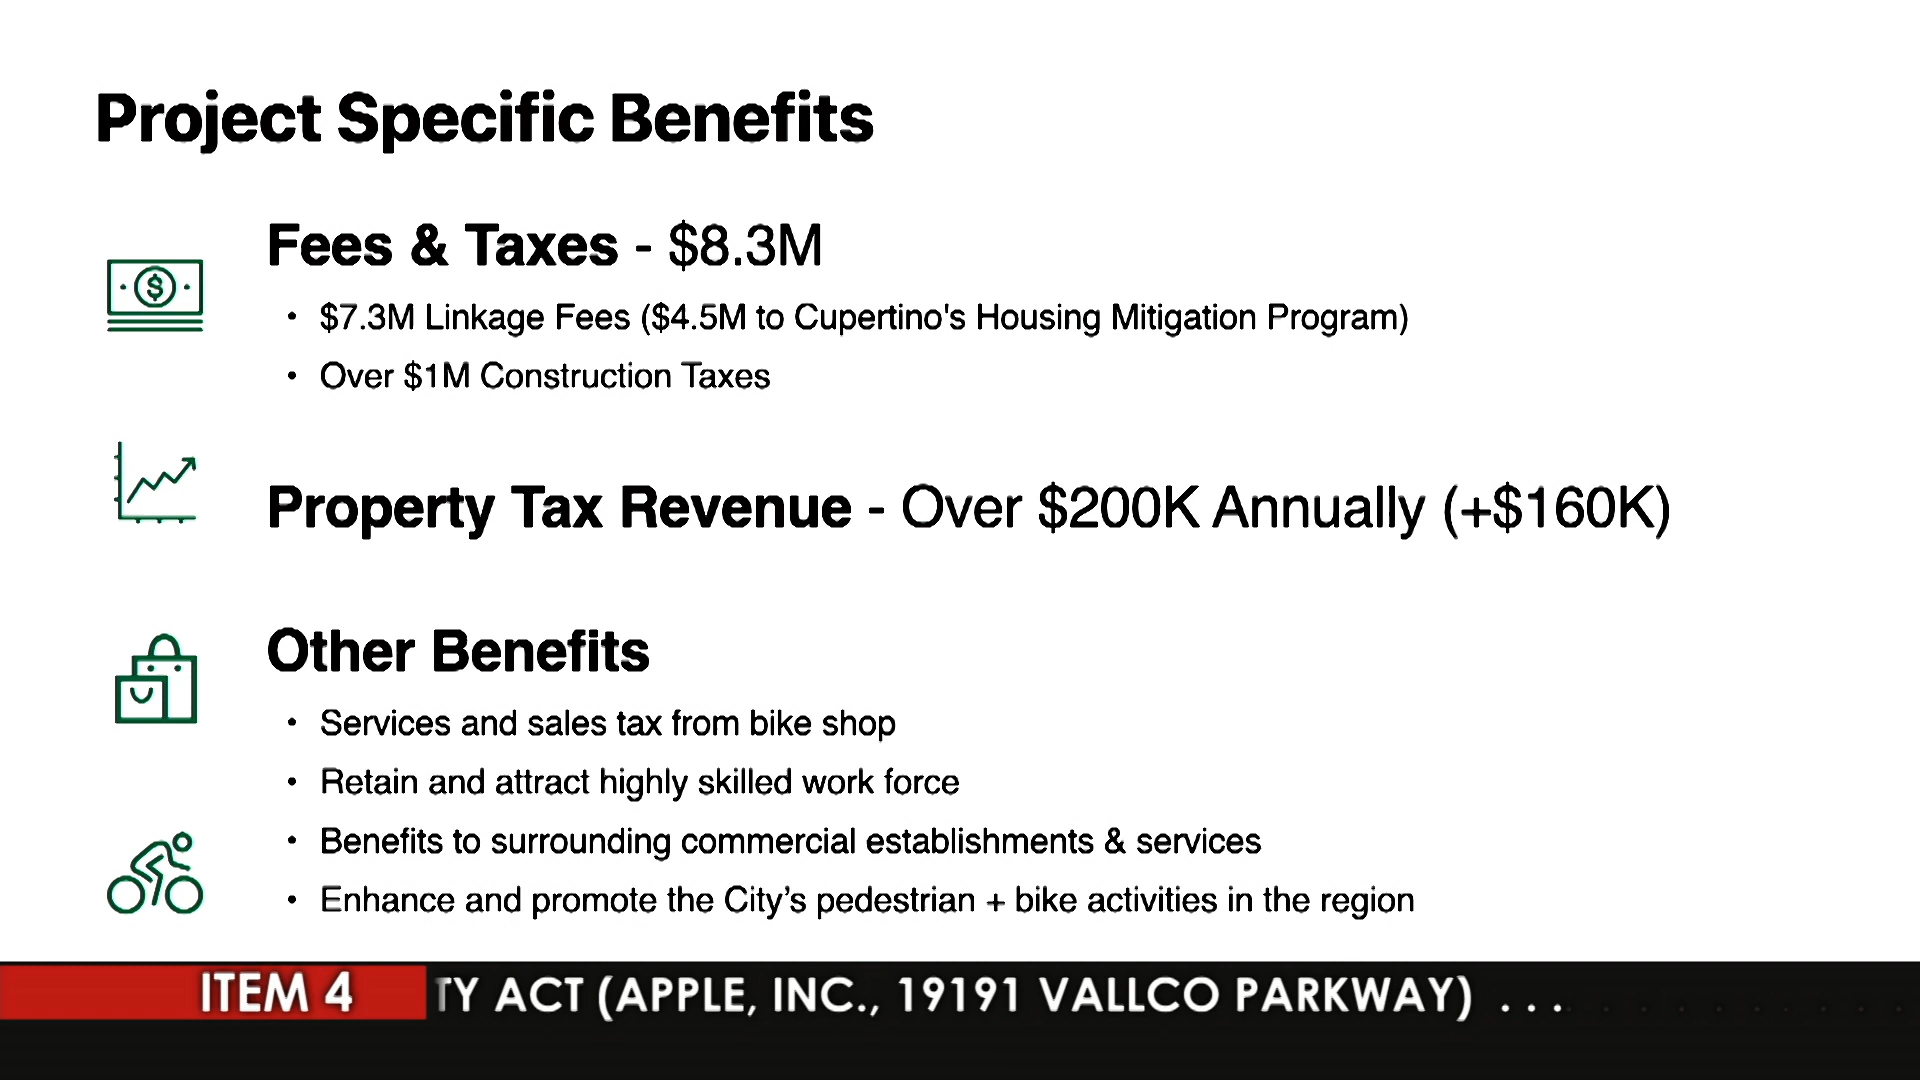 Project Specific Benefits
Fees & Taxes - $8.3M
• $7.3M Linkage Fees ($4.5M to Cupertino's Housing Mitigation Program)
• Over $1M Construction Taxes
Property Tax Revenue - Over $200K Annually (+$160K)
Other Benefits
• Services and sales tax from bike shop
• Retain and attract highly skilled work force
• Benefits to surrounding commercial establishments & services
• Enhance and promote the City’s pedestrian + bike activities in the region
ITEM 4 TY ACT (APPLE, INC., 19191 VALLCO PARKWAY) . . .